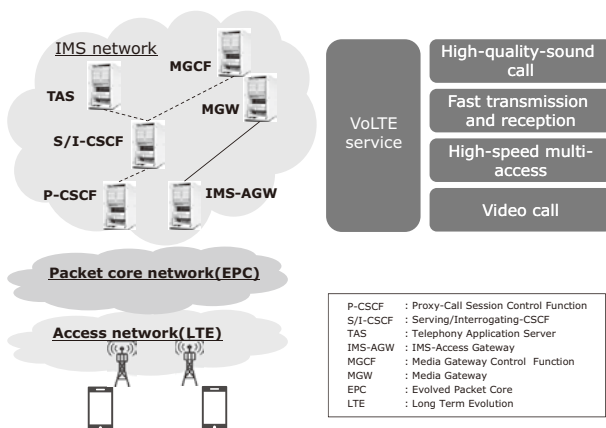 IMS network
MGCF
TAS
MGW
S/I-CSCF
P-CSCF
IMS-AGW
Packet core network(EPC)
Access network(LTE)
VoLTE
service
High-quality-sound
call
Fast transmission
and reception
High-speed multi-
access
Video call
P-CSCF : Proxy-Call Session Control Function
S/I-CSCF : Serving/Interrogating-CSCF
TAS : Telephony Application Server
IMS-AGW : IMS-Access Gateway
MGCF : Media Gateway Control Function
MGW : Media Gateway
EPC : Evolved Packet Core
LTE : Long Term Evolution